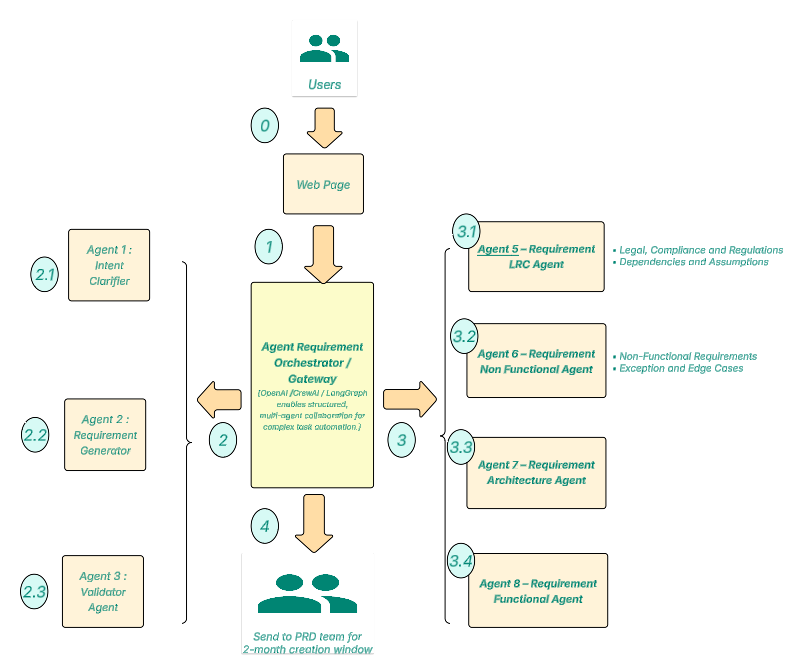 Users
0
Web Page
1
Agent 1 :
Intent
Clarifier
2.1
Agent 2 :
Requirement
Generator
2.2
Agent 3 :
Validator
Agent
2.3
Agent Requirement
Orchestrator /
Gateway
(OpenAI /CrewAI / LangGraph
enables structured,
multi-agent collaboration for
complex task automation.)
2
3
3.1
Agent 5 – Requirement
LRC Agent
• Legal, Compliance and Regulations
• Dependencies and Assumptions
3.2
Agent 6 – Requirement
Non Functional Agent
• Non-Functional Requirements
• Exception and Edge Cases
3.3
Agent 7 – Requirement
Architecture Agent
3.4
Agent 8 – Requirement
Functional Agent
4
Send to PRD team for
2-month creation window